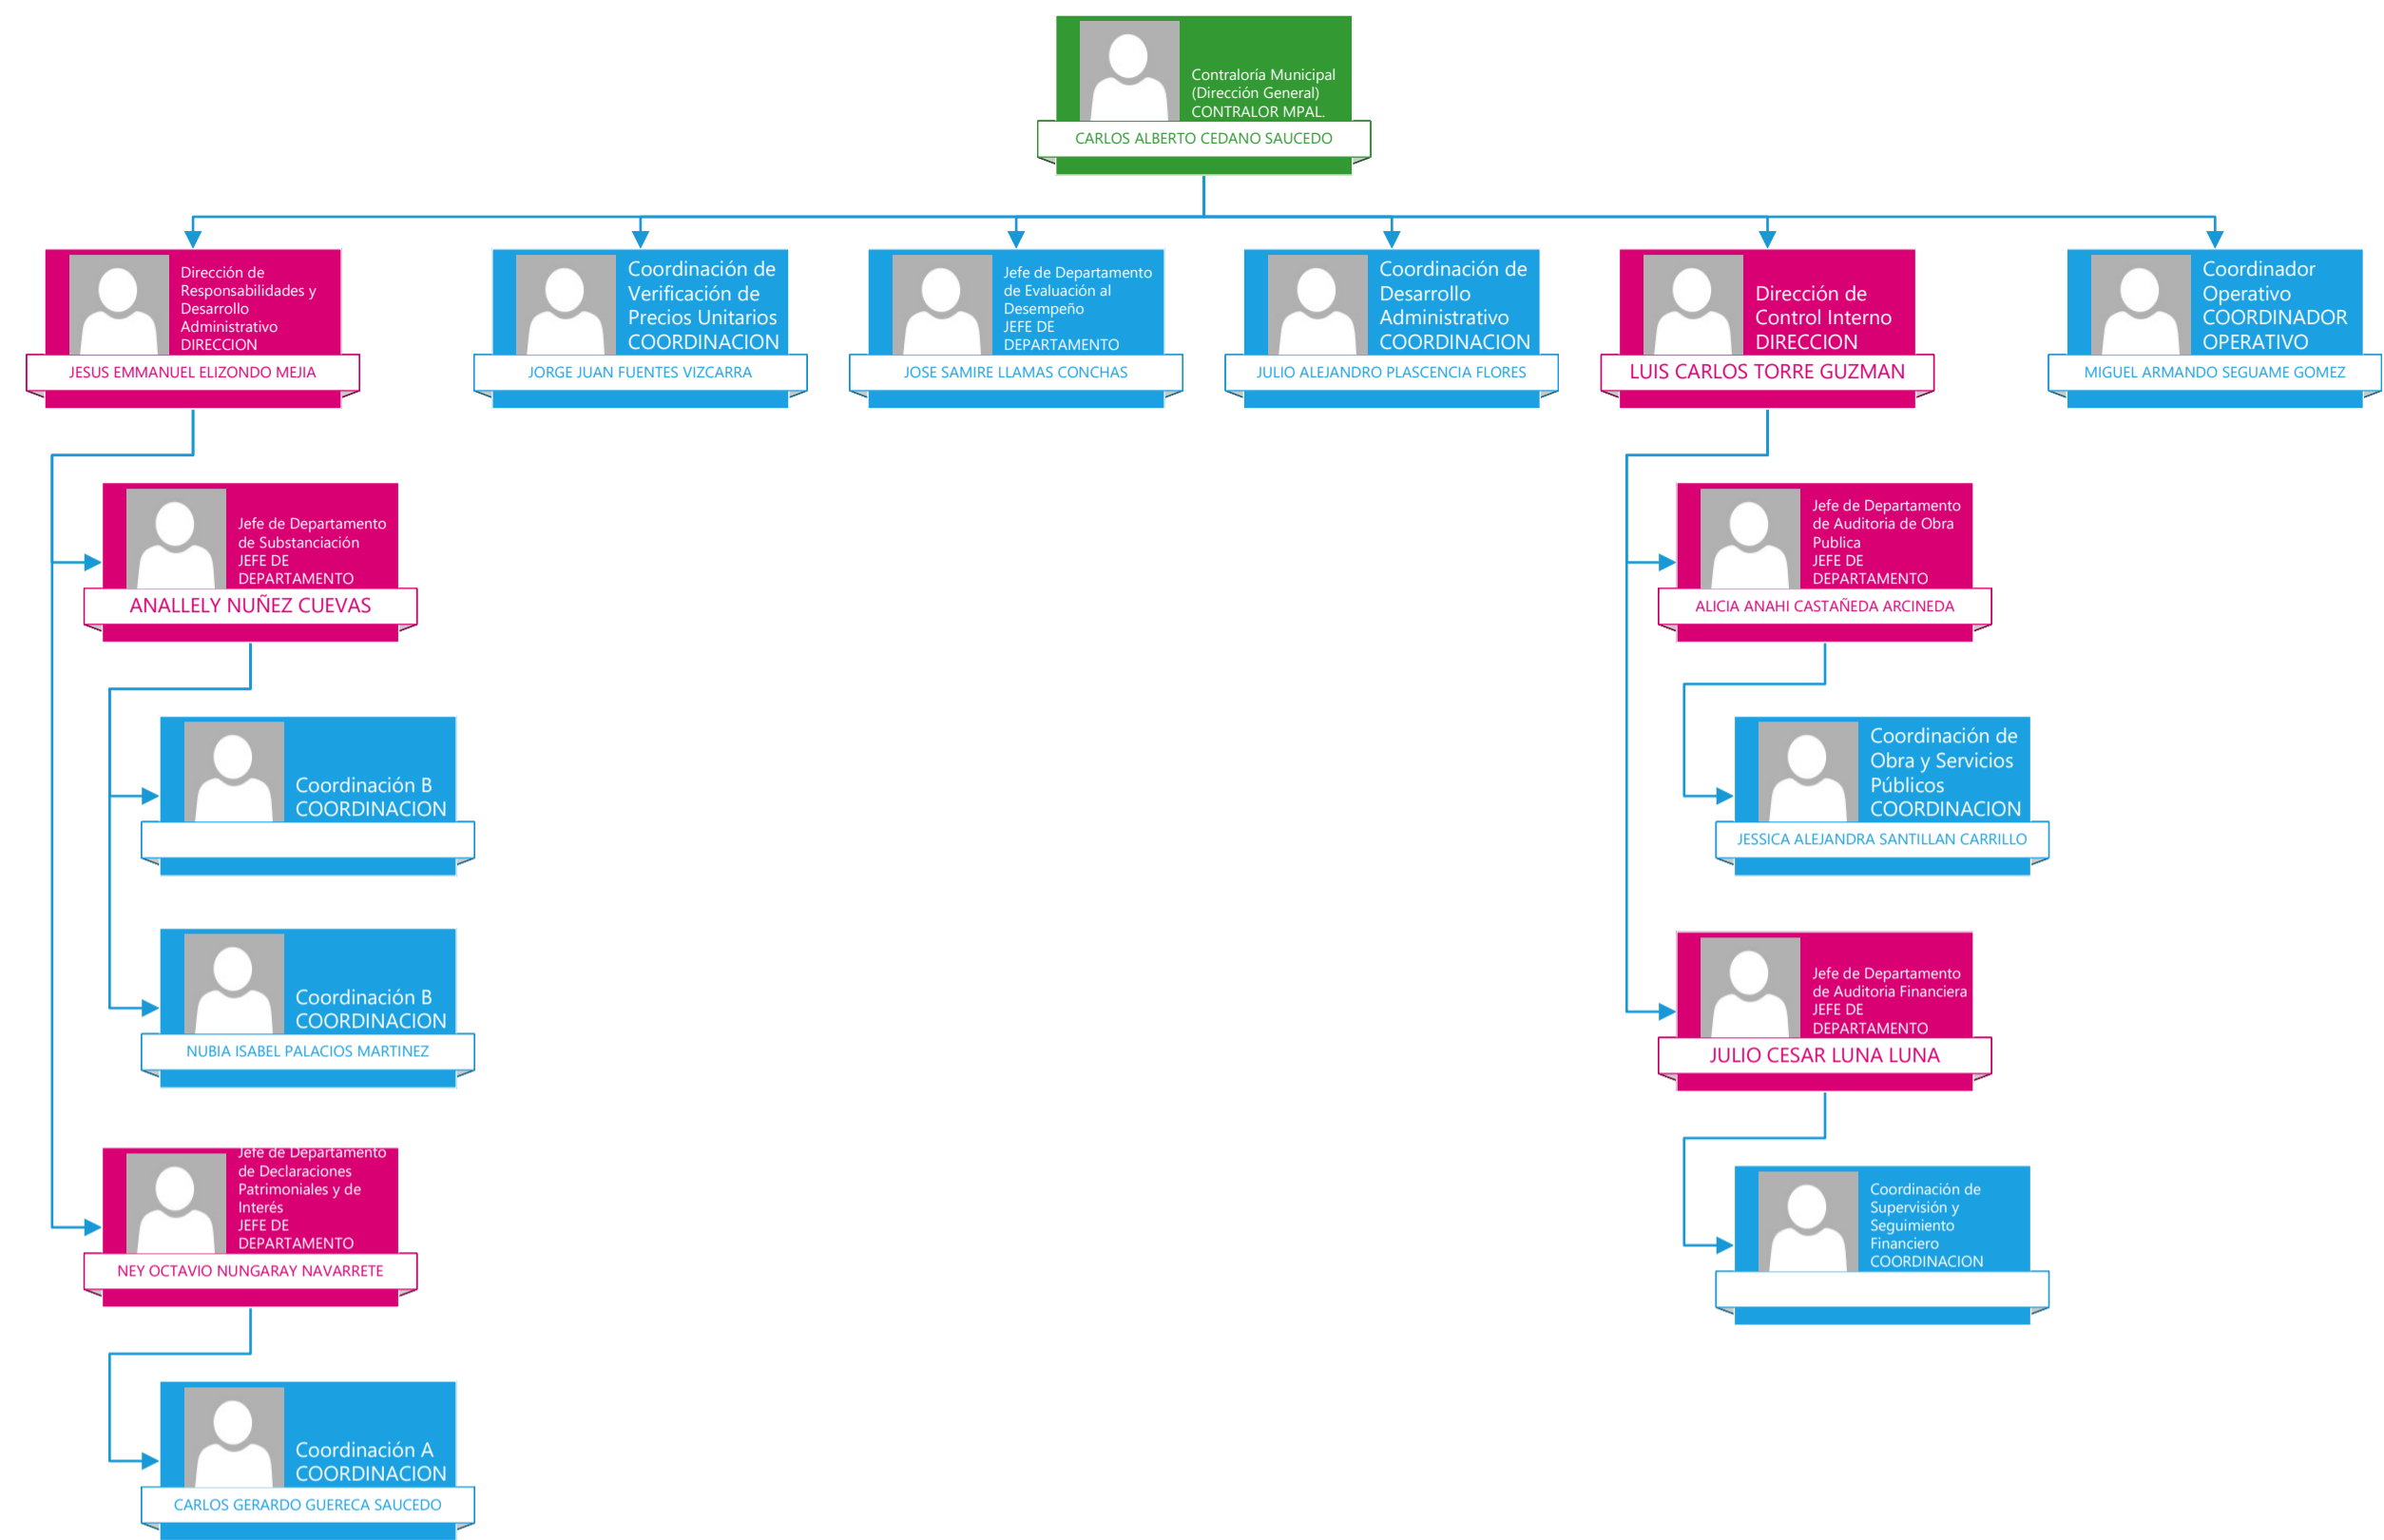 Contraloría Municipal
(Dirección General)
CONTRALOR MPAL.
CARLOS ALBERTO CEDANO SAUCEDO
Dirección de
Responsabilidades y
Desarrollo
Administrativo
DIRECCION
JESUS EMMANUEL ELIZONDO MEJIA
Coordinación de
Verificación de
Precios Unitarios
COORDINACION
JORGE JUAN FUENTES VIZCARRA
Jefe de Departamento
de Evaluación al
Desempeño
JEFE DE
DEPARTAMENTO
JOSE SAMIRE LLAMAS CONCHAS
Coordinación de
Desarrollo
Administrativo
COORDINACION
JULIO ALEJANDRO PLASCENCIA FLORES
Dirección de
Control Interno
DIRECCION
LUIS CARLOS TORRE GUZMAN
Coordinador
Operativo
COORDINADOR
OPERATIVO
MIGUEL ARMANDO SEGUAME GOMEZ
Jefe de Departamento
de Substanciación
JEFE DE
DEPARTAMENTO
ANALLELY NUÑEZ CUEVAS
Coordinación B
COORDINACION
Coordinación B
COORDINACION
NUBIA ISABEL PALACIOS MARTINEZ
Jefe de Departamento
de Declaraciones
Patrimoniales y de
Interés
JEFE DE
DEPARTAMENTO
NEY OCTAVIO NUNGARAY NAVARRETE
Coordinación A
COORDINACION
CARLOS GERARDO GUERECA SAUCEDO
Jefe de Departamento
de Auditoria de Obra
Publica
JEFE DE
DEPARTAMENTO
ALICIA ANAHI CASTAÑEDA ARCINEDA
Coordinación de
Obra y Servicios
Públicos
COORDINACION
JESSICA ALEJANDRA SANTILLAN CARRILLO
Jefe de Departamento
de Auditoria Financiera
JEFE DE
DEPARTAMENTO
JULIO CESAR LUNA LUNA
Coordinación de
Supervisión y
Seguimiento
Financiero
COORDINACION